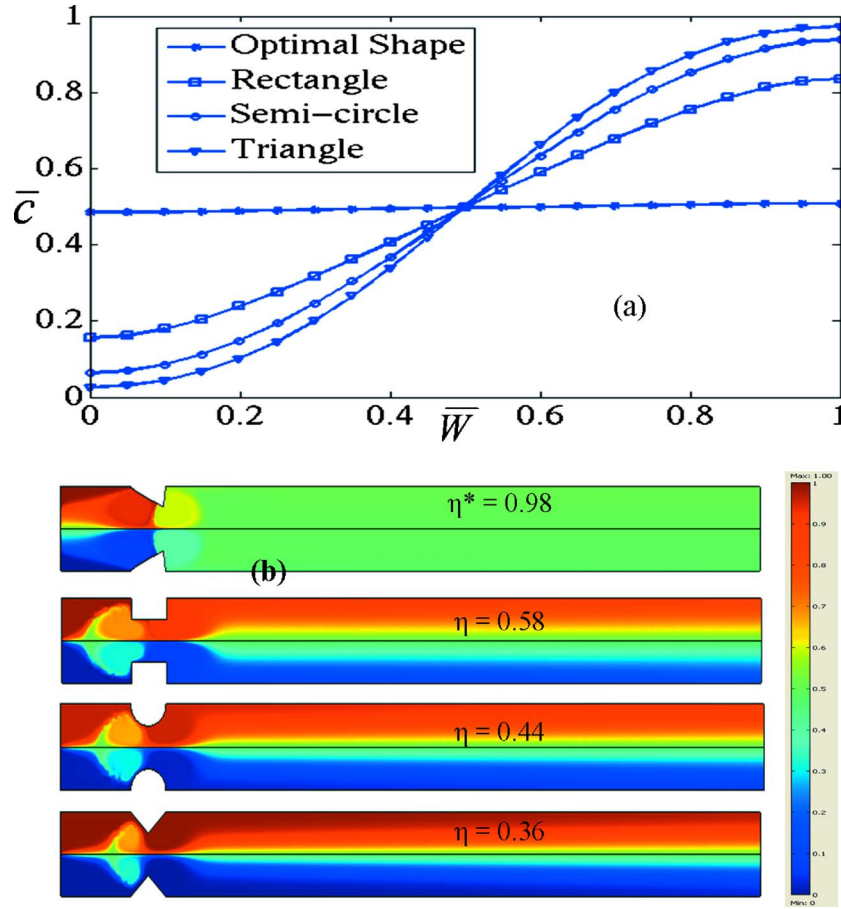 1
0.8
0.6
0.4
0.2
0
c̅
Optimal Shape
Rectangle
Semi-circle
Triangle
(a)
0 0.2 0.4 0.6 0.8 1
W̅
Max: 1.00
η* = 0.98
(b)
η = 0.58
η = 0.44
η = 0.36
1
0.9
0.8
0.7
0.6
0.5
0.4
0.3
0.2
0.1
0
Min: 0